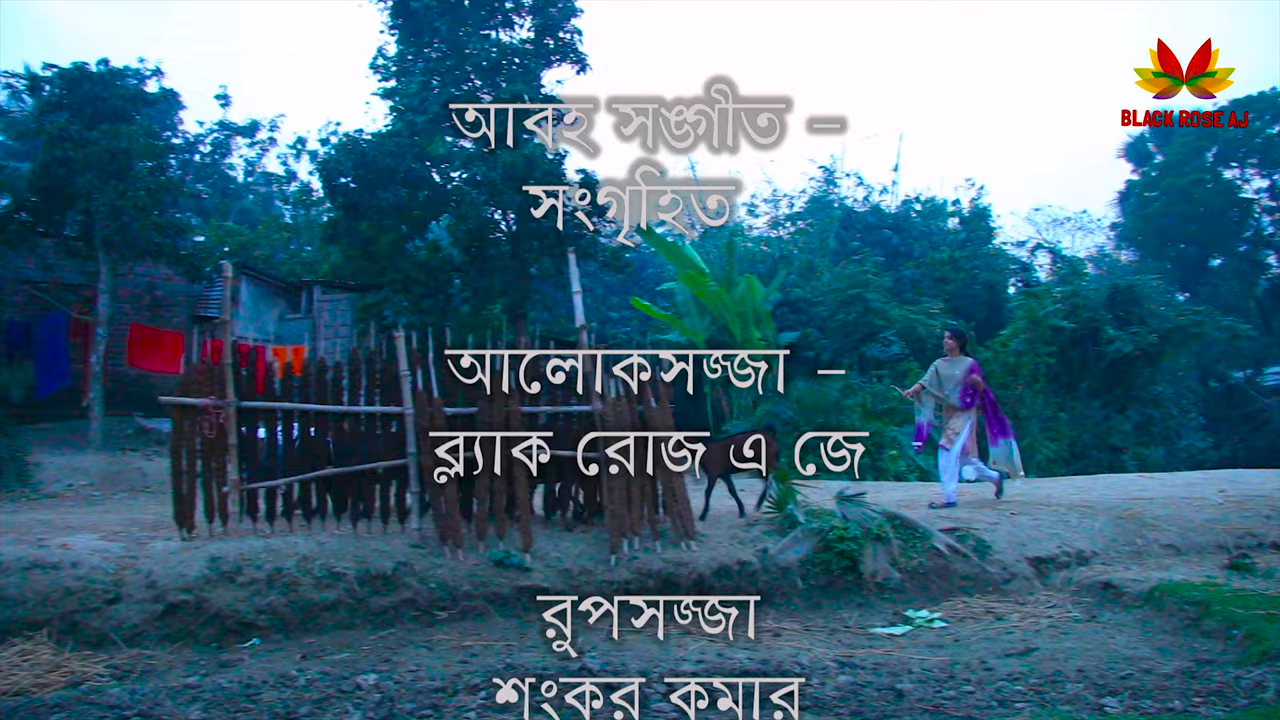 BLACK ROSE AJ
আবহ সঙ্গীত –
সংগৃহিত
আলোকসজ্জা –
ব্ল্যাক রোজ এ জে
রুপসজ্জা
শংকর কুমার